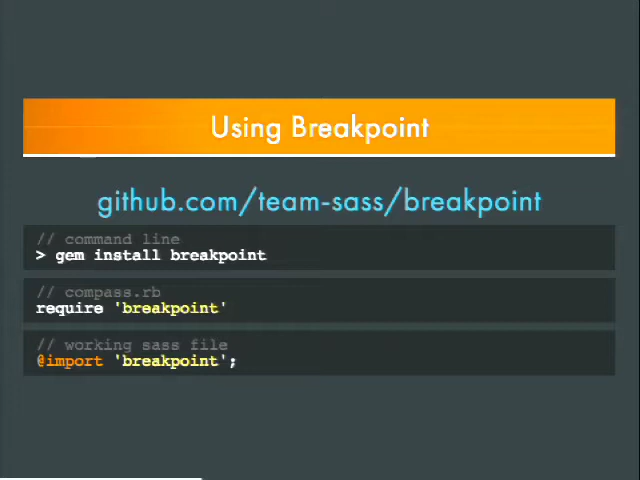 Using Breakpoint
github.com/team-sass/breakpoint
// command line
> gem install breakpoint
// compass.rb
require 'breakpoint'
// working sass file
@import 'breakpoint';